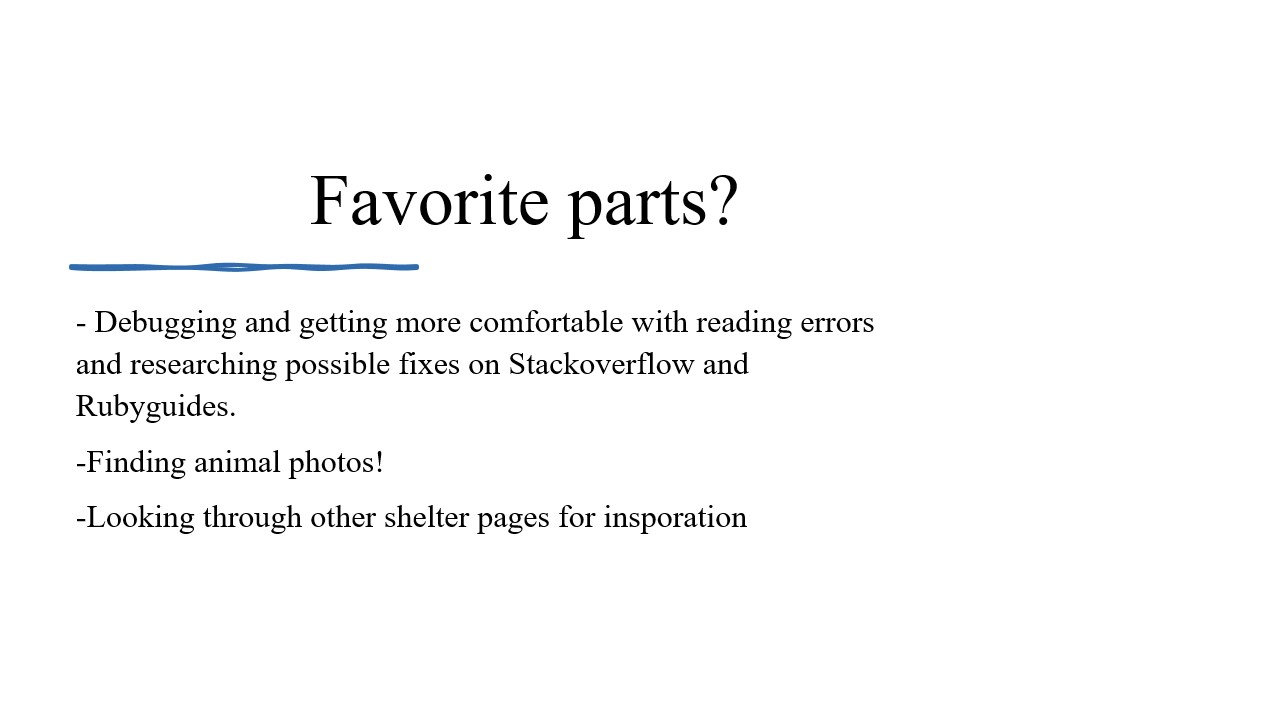 Favorite parts?
- Debugging and getting more comfortable with reading errors
and researching possible fixes on Stackoverflow and
Rubyguides.
-Finding animal photos!
-Looking through other shelter pages for insporation